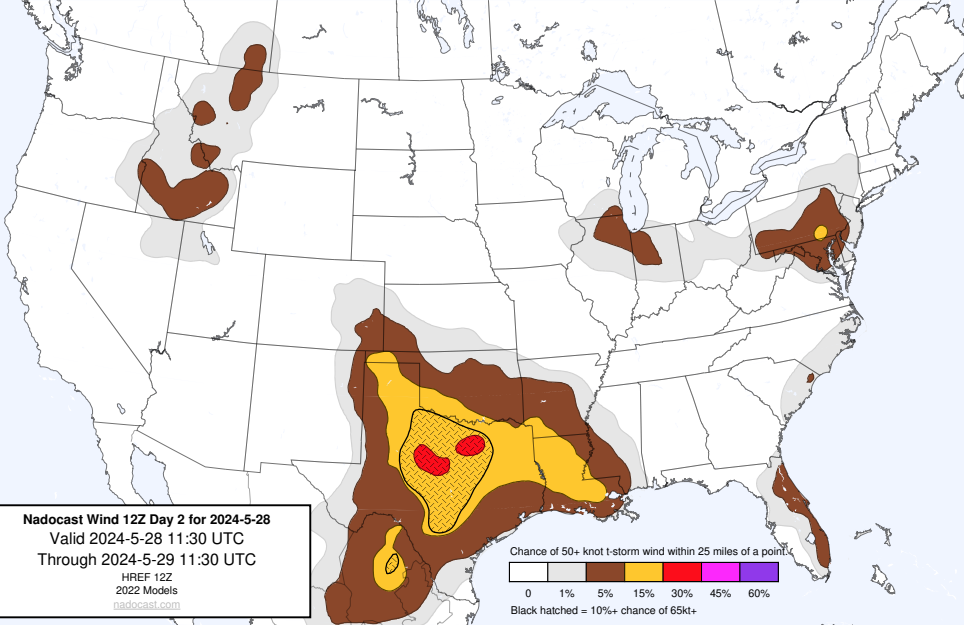 Nadocast Wind 12Z Day 2 for 2024-5-28
Valid 2024-5-28 11:30 UTC
Through 2024-5-29 11:30 UTC
HREF 12Z
2022 Models
nadocast.com
Chance of 50+ knot t-storm wind within 25 miles of a point.
0 1% 5% 15% 30% 45% 60%
Black hatched = 10%+ chance of 65kt+